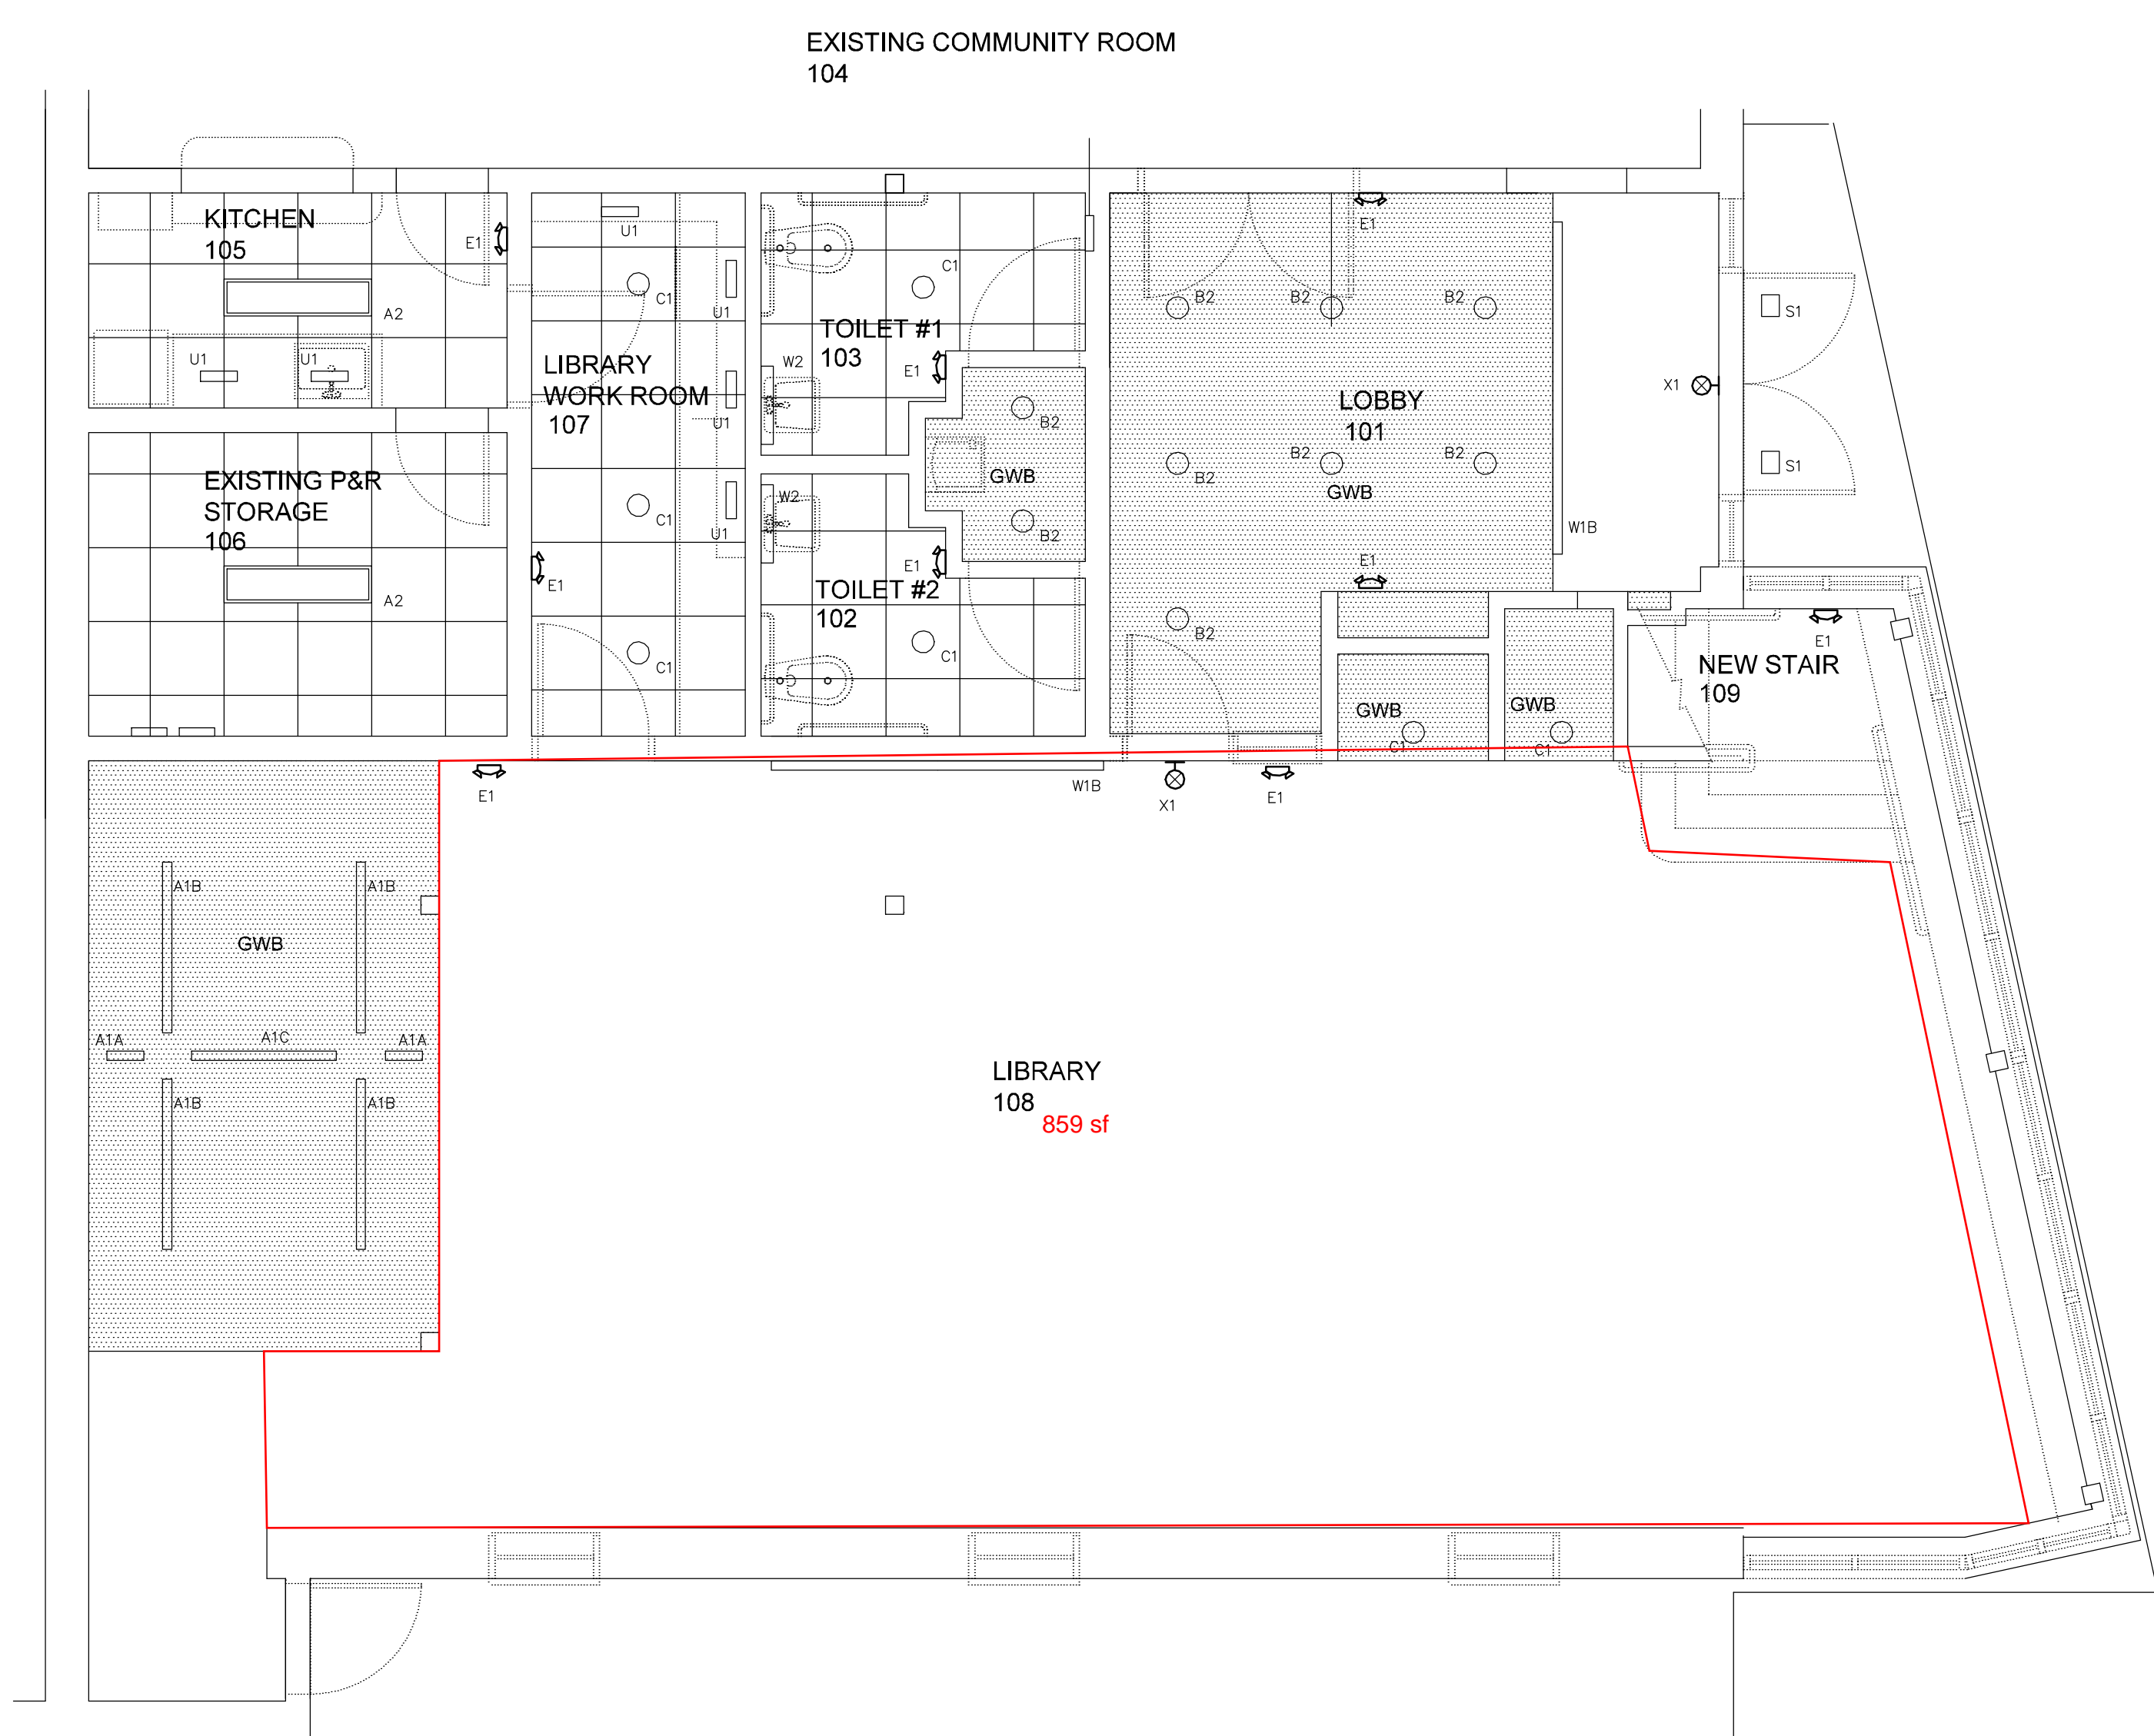 EXISTING COMMUNITY ROOM
104
KITCHEN
105
E1
A2
U1
U1
EXISTING P&R
STORAGE
106
A2
U1
C1
U1
LIBRARY
WORK ROOM
107
U1
C1
U1
E1
C1
C1
TOILET #1
103
W2
E1
B2
GWB
W2
B2
E1
TOILET #2
102
C1
E1
B2
B2
B2
LOBBY
101
B2
B2
B2
GWB
W1B
E1
B2
X1
S1
S1
GWB
C1
GWB
C1
E1
NEW STAIR
109
E1
W1B
X1
E1
A1B
A1B
GWB
A1A
A1C
A1A
A1B
A1B
LIBRARY
108
859 sf